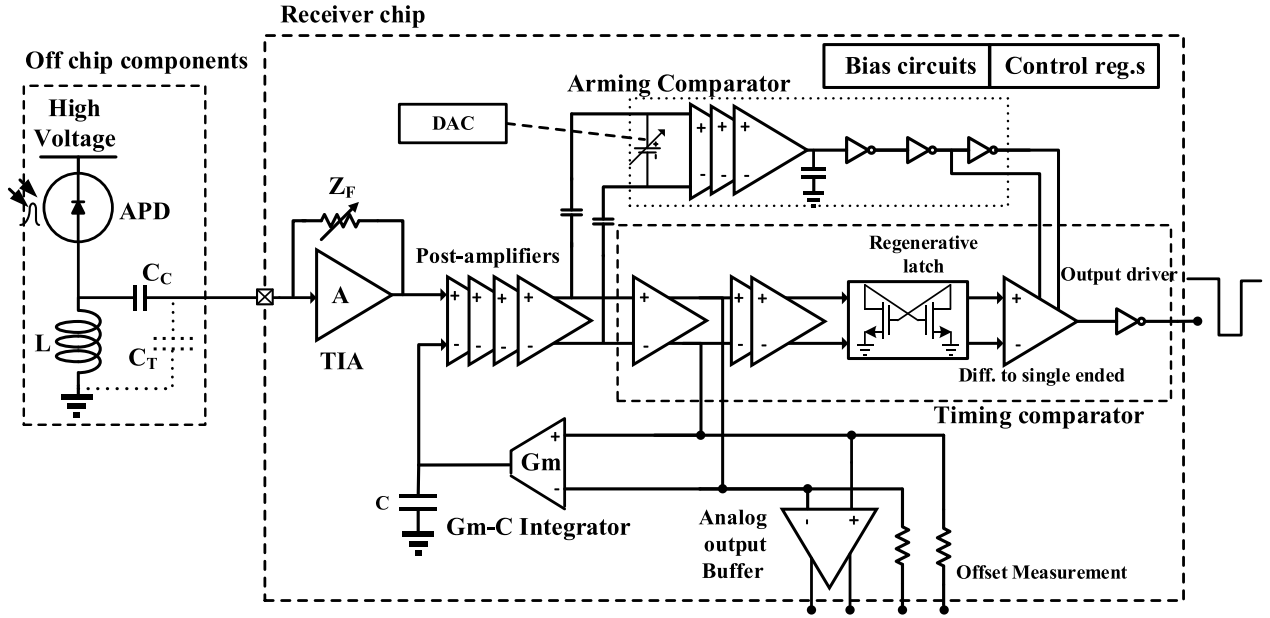 Receiver chip
Off chip components
High
Voltage
APD
C_C
L
C_T
Bias circuits
Control reg.s
Arming Comparator
DAC
+
-
+ + +
- - -
Z_F
A
TIA
Post-amplifiers
+ + + +
- - - -
+
-
+ +
- -
Regenerative
latch
+
-
Output driver
Diff. to single ended
Timing comparator
+
Gm
-
C
Gm-C Integrator
Analog
output
Buffer
- +
Offset Measurement